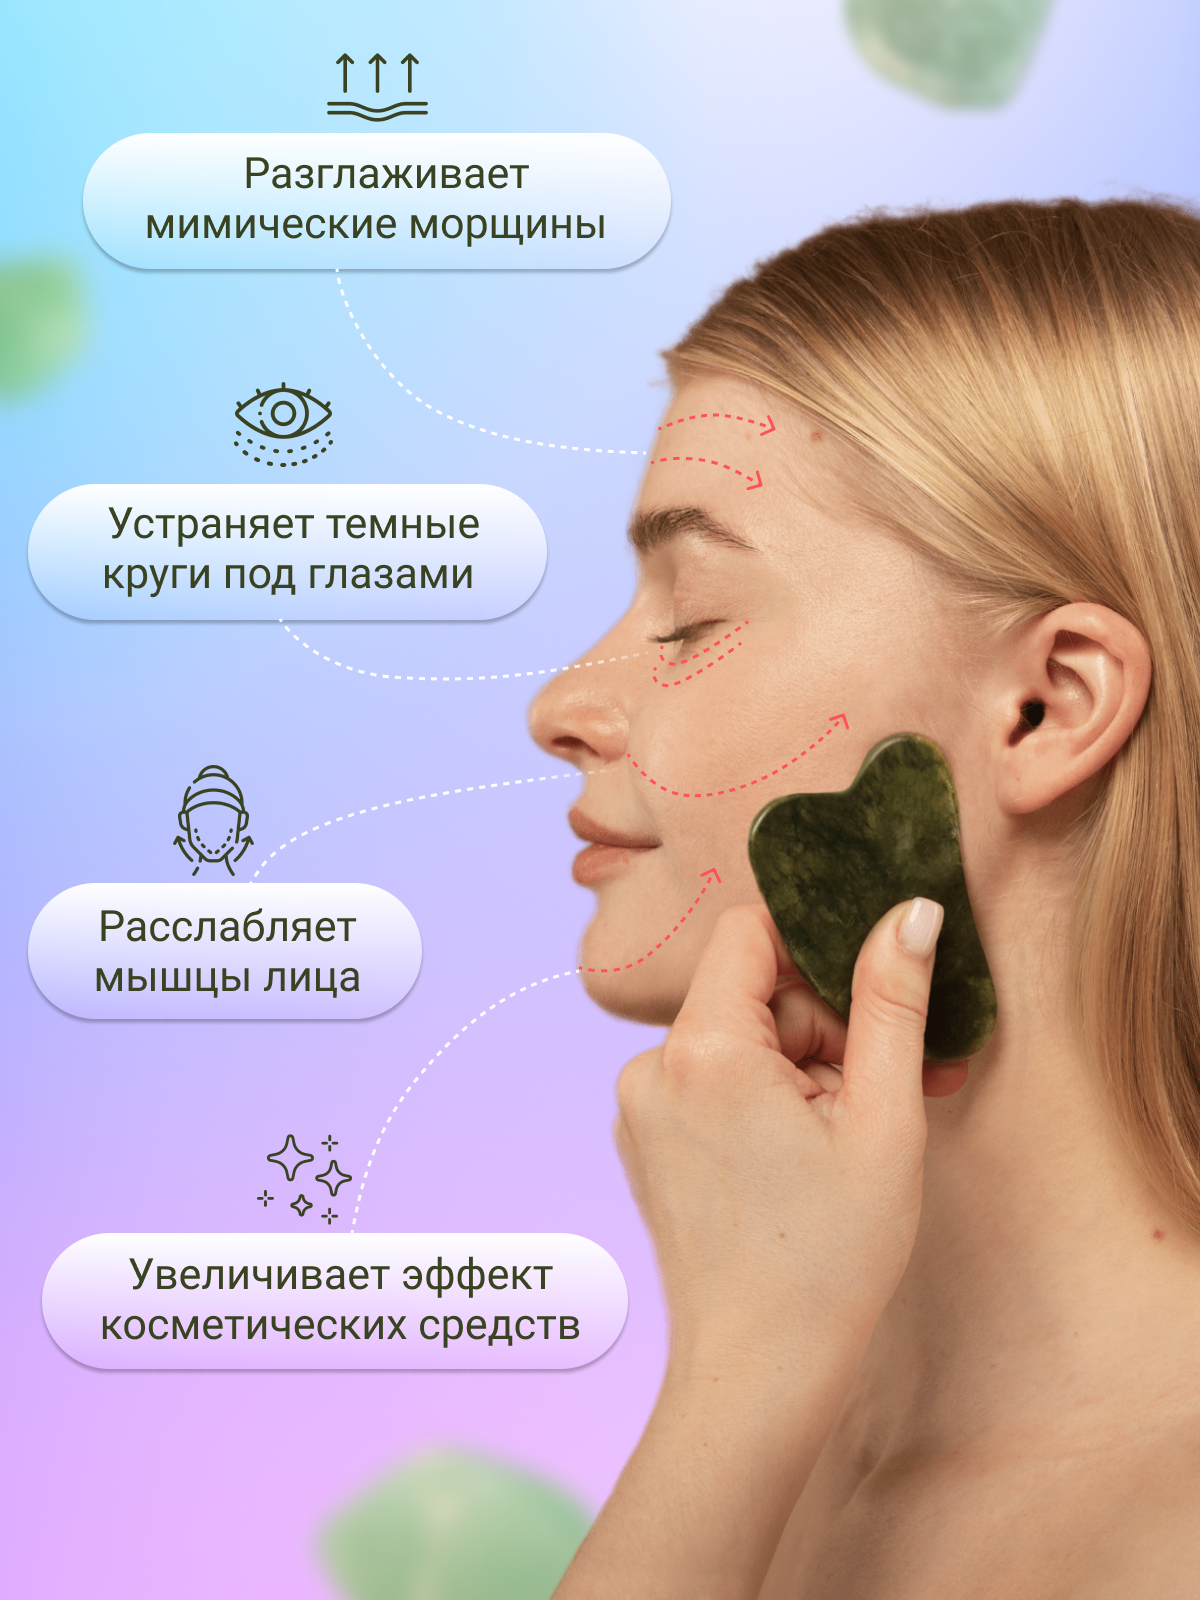 Разглаживает
мимические морщины
Устраняет темные
круги под глазами
Расслабляет
мышцы лица
Увеличивает эффект
косметических средств